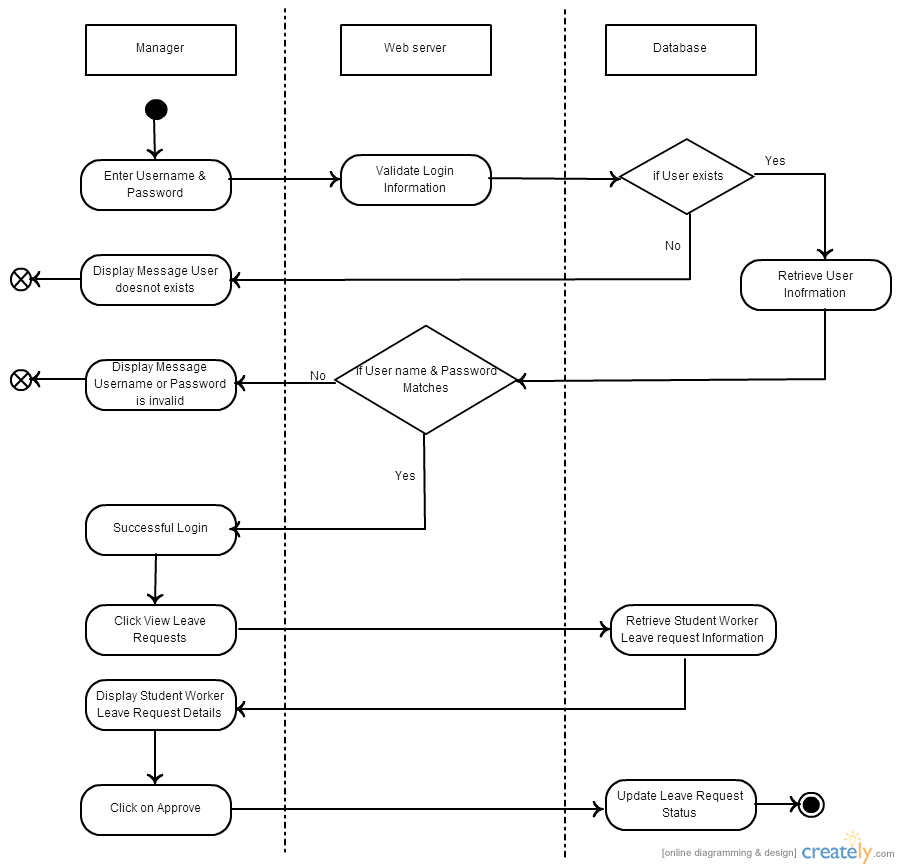 Manager
Web server
Database
Enter Username &
Password
Validate Login
Information
if User exists
Yes
No
Display Message User
doesnot exists
Retrieve User
Inofrmation
Display Message
Username or Password
is invalid
No
If User name & Password
Matches
Yes
Successful Login
Click View Leave
Requests
Retrieve Student Worker
Leave request Information
Display Student Worker
Leave Request Details
Click on Approve
Update Leave Request
Status
[online diagramming & design] creately.com